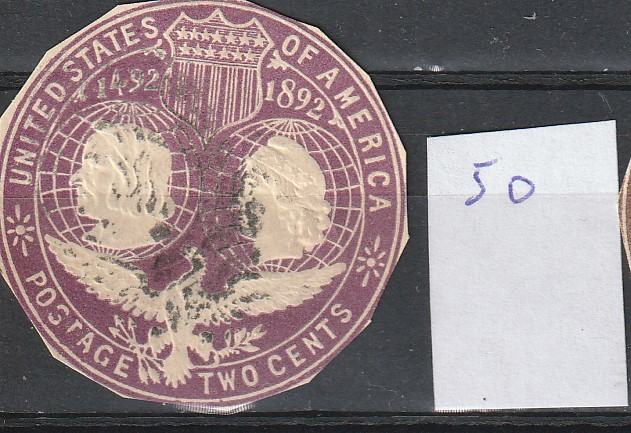 UNITED STATES OF AMERICA
1492
1892
POSTAGE TWO CENTS
50